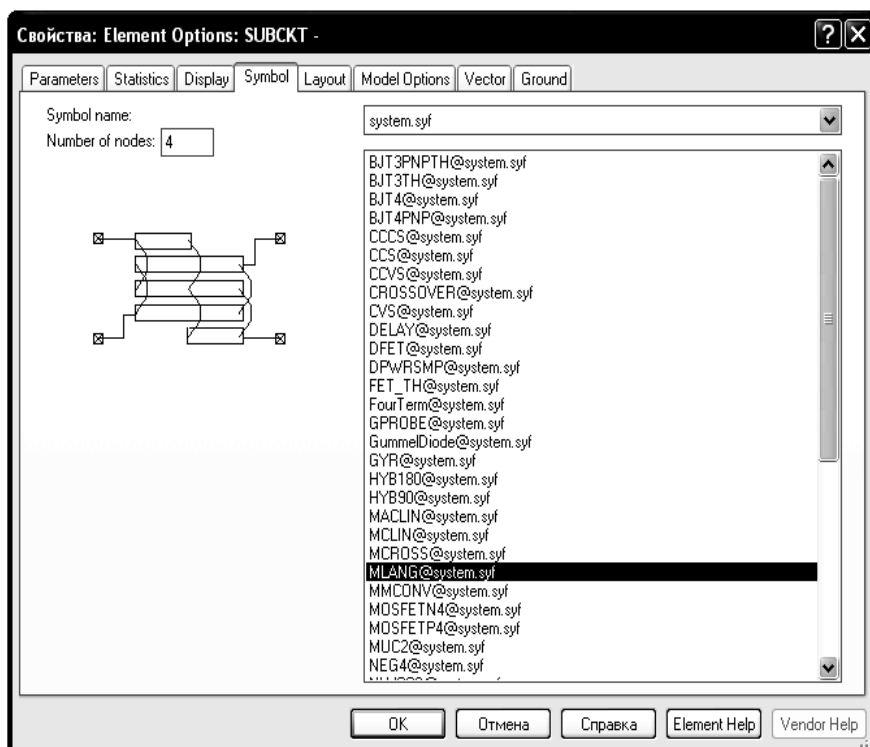 Свойства: Element Options: SUBCKT -
Parameters Statistics Display Symbol Layout Model Options Vector Ground
Symbol name:
system.syf
Number of nodes: 4
BJT3PNPTH@system.syf
BJT3TH@system.syf
BJT4@system.syf
BJT4PNP@system.syf
CCCS@system.syf
CCS@system.syf
CCVS@system.syf
CROSSOVER@system.syf
CVS@system.syf
DELAY@system.syf
DFET@system.syf
DPWRSMP@system.syf
FET_TH@system.syf
FourTerm@system.syf
GPROBE@system.syf
GummelDiode@system.syf
GYR@system.syf
HYB180@system.syf
HYB90@system.syf
MACLIN@system.syf
MCLIN@system.syf
MCROSS@system.syf
MLANG@system.syf
MMCONV@system.syf
MOSFETN4@system.syf
MOSFETP4@system.syf
MUC2@system.syf
NEG4@system.syf
OK Отмена Справка Element Help Vendor Help